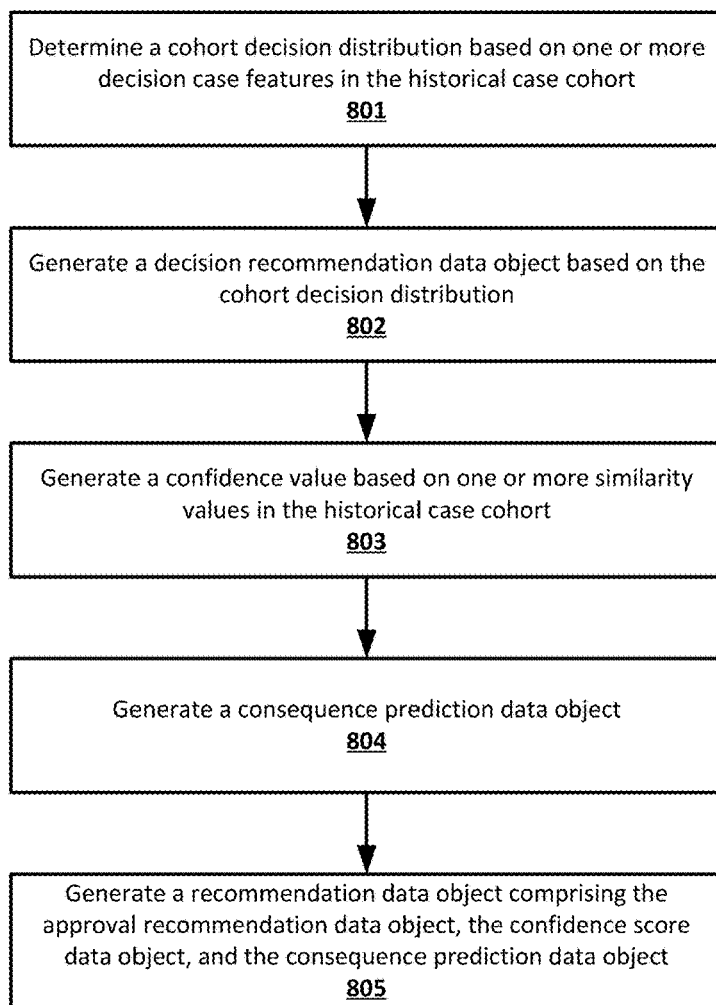 Determine a cohort decision distribution based on one or more
decision case features in the historical case cohort
801
Generate a decision recommendation data object based on the
cohort decision distribution
802
Generate a confidence value based on one or more similarity
values in the historical case cohort
803
Generate a consequence prediction data object
804
Generate a recommendation data object comprising the
approval recommendation data object, the confidence score
data object, and the consequence prediction data object
805